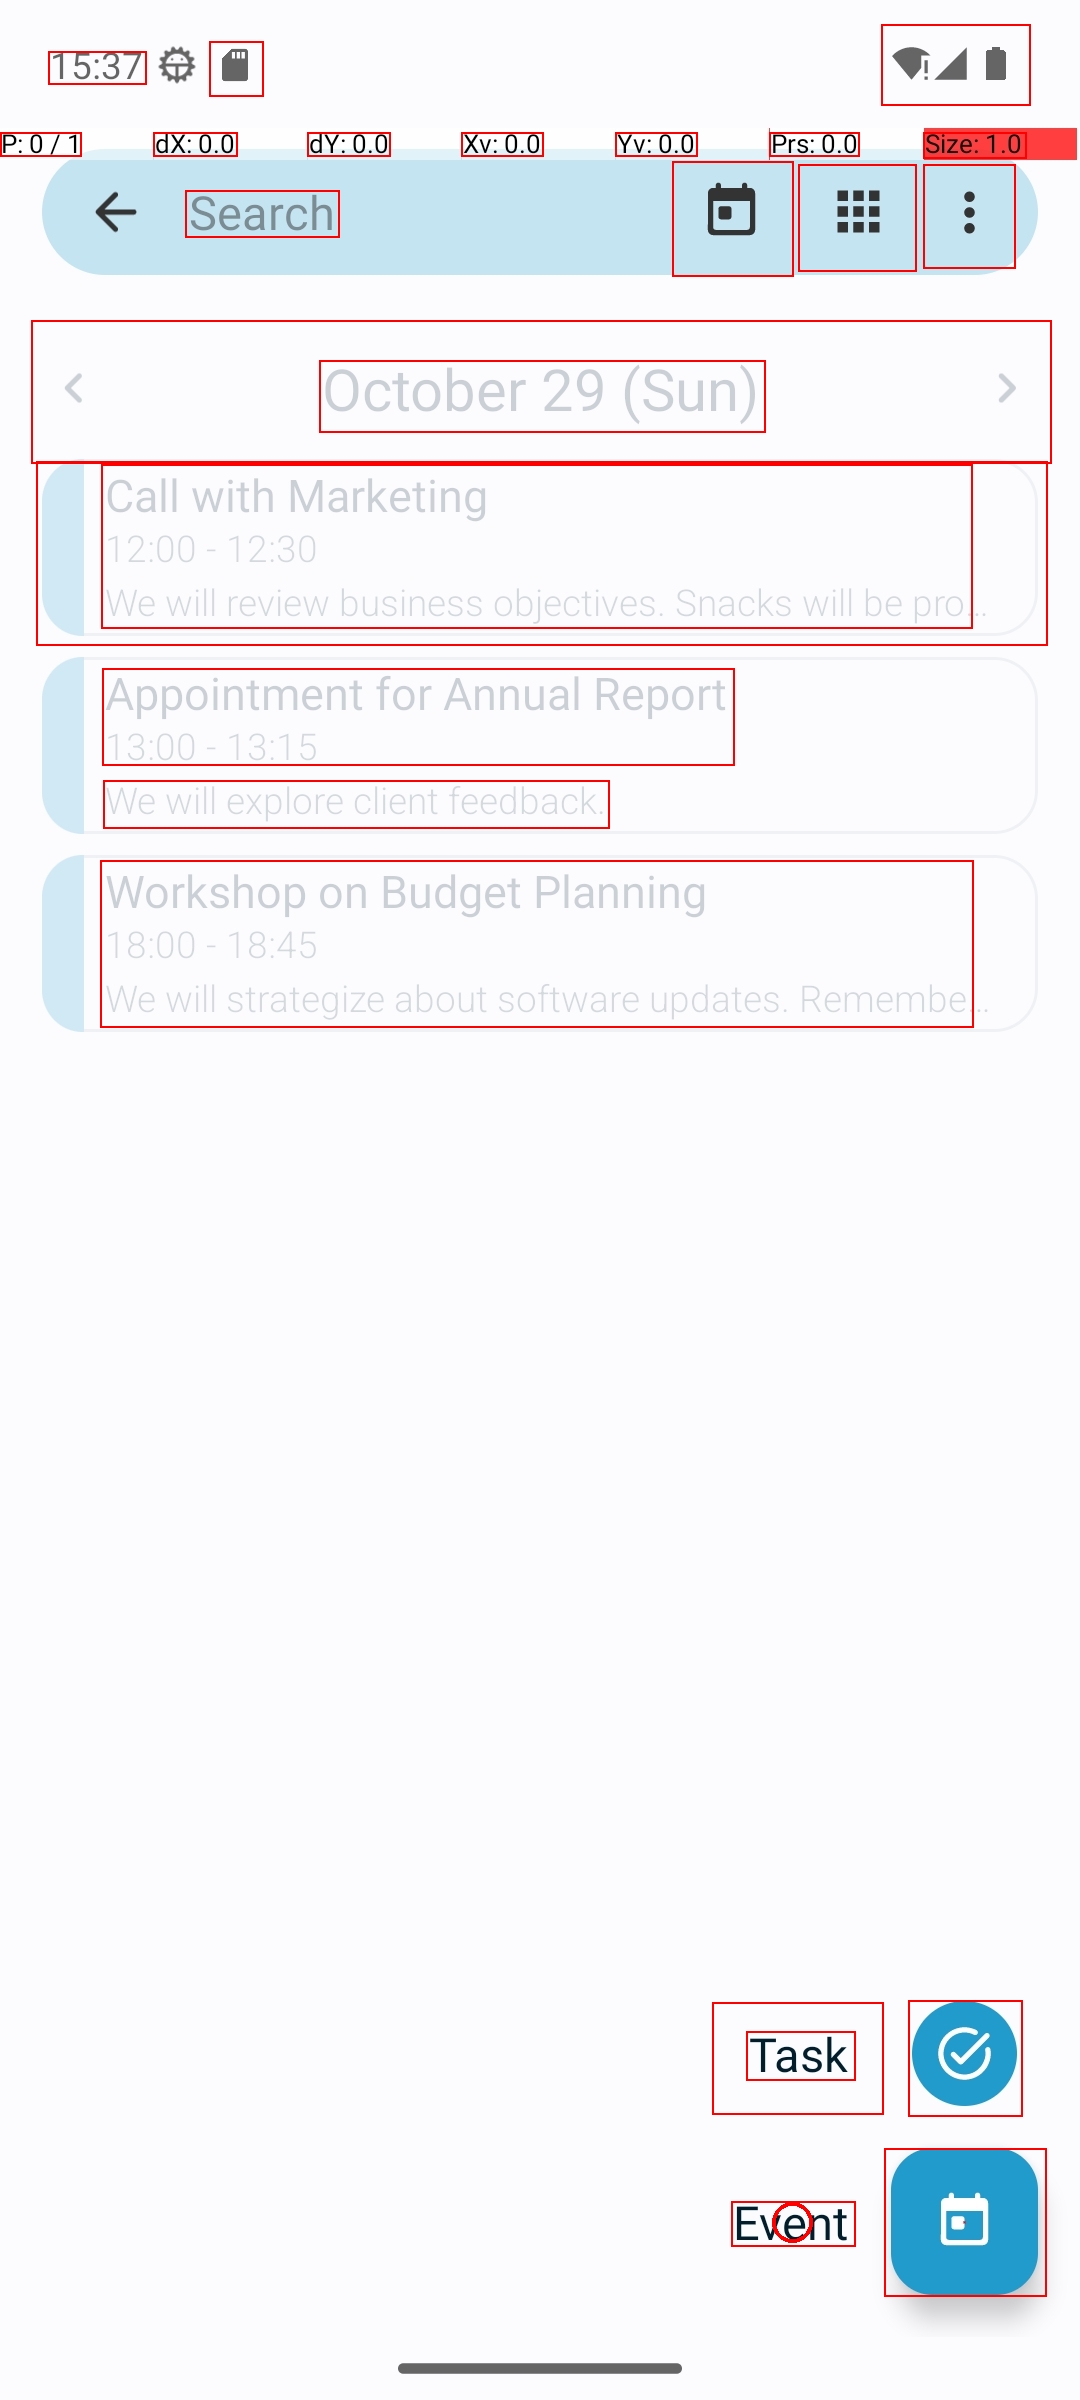 15:37
P: 0 / 1 dX: 0.0 dY: 0.0 Xv: 0.0 Yv: 0.0 Prs: 0.0 Size: 1.0
Search
October 29 (Sun)
Call with Marketing
12:00 - 12:30
We will review business objectives. Snacks will be pro...
Appointment for Annual Report
13:00 - 13:15
We will explore client feedback.
Workshop on Budget Planning
18:00 - 18:45
We will strategize about software updates. Remembe...
Task
Event